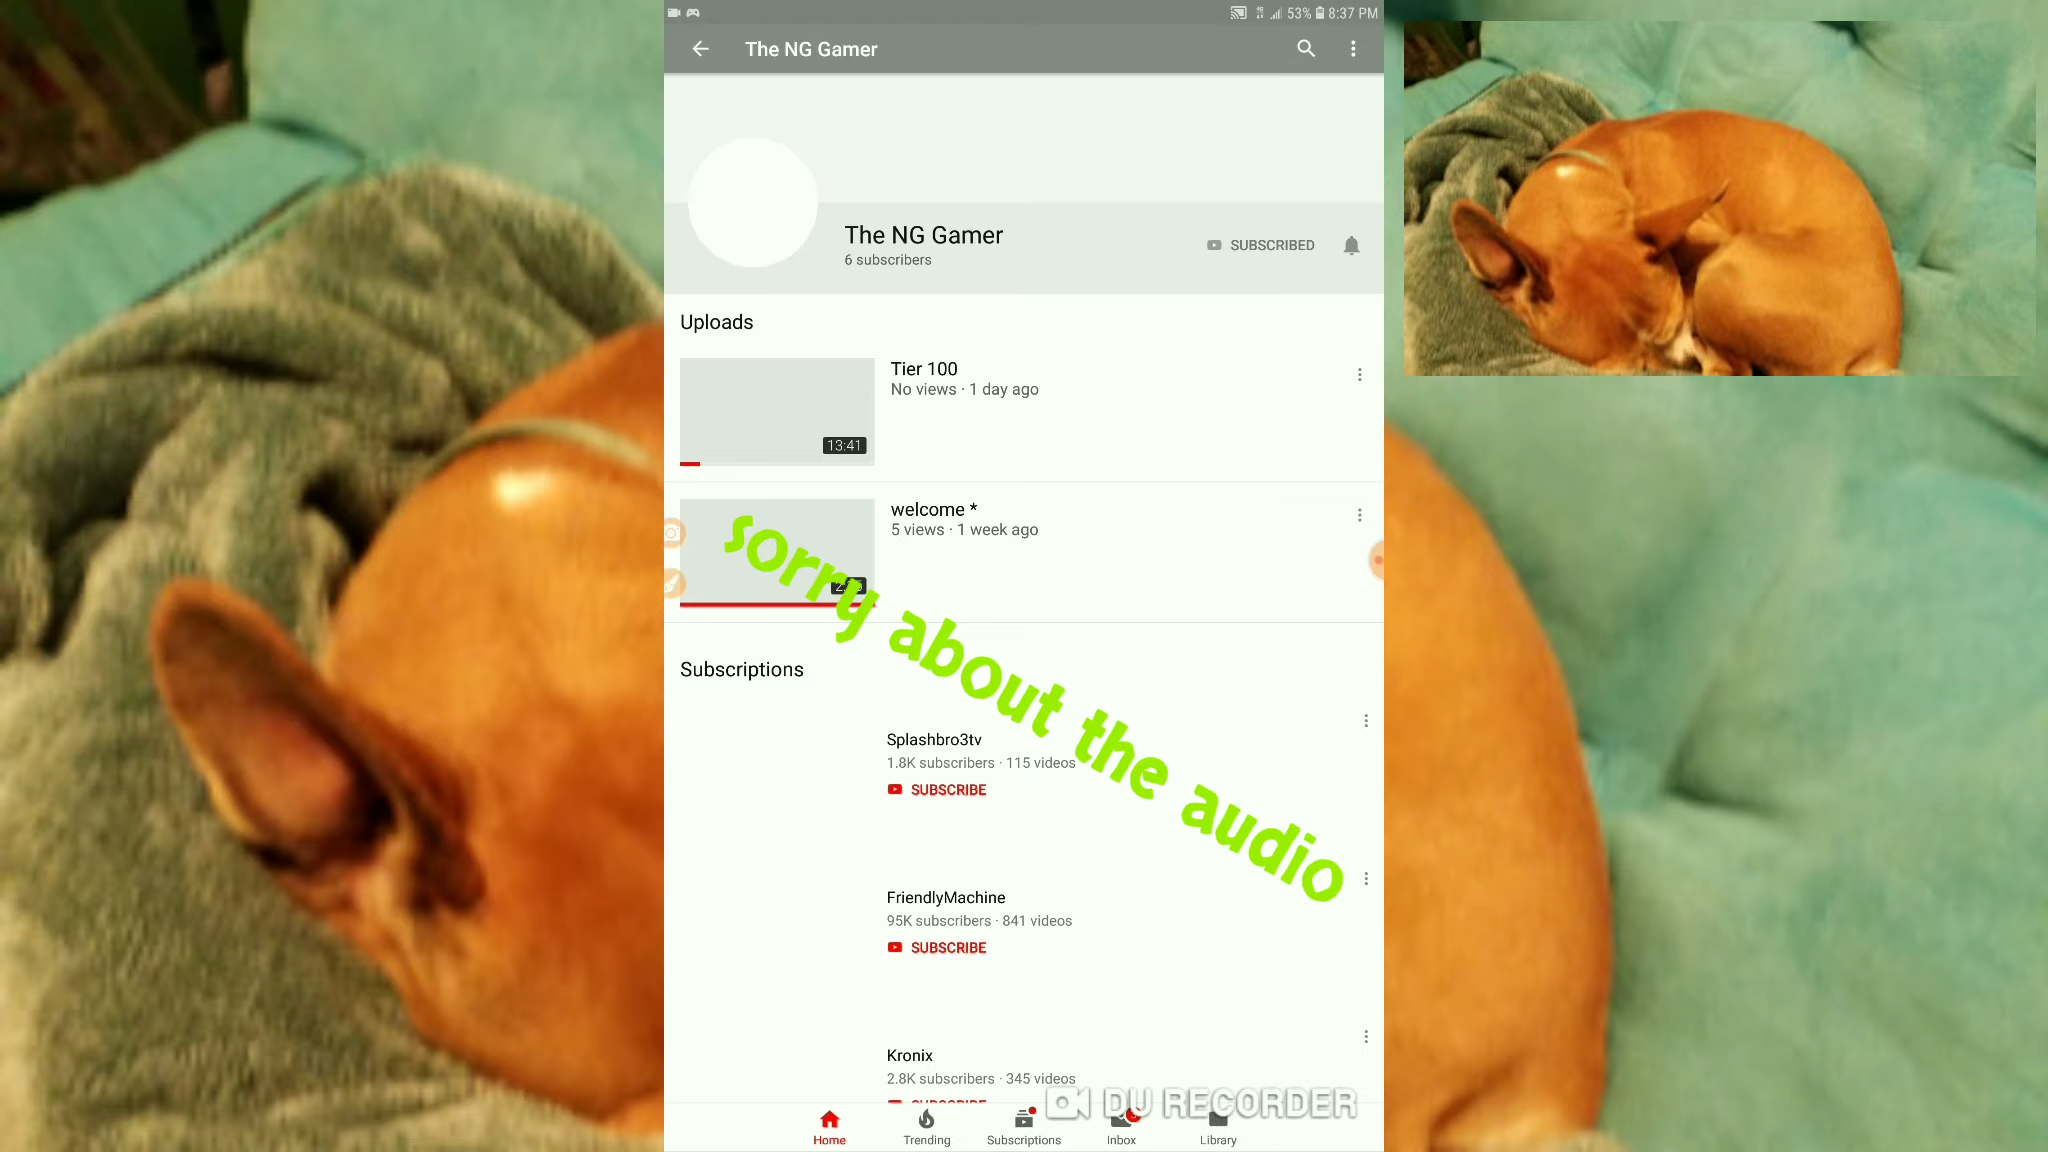 53% 8:37 PM
The NG Gamer
The NG Gamer
6 subscribers
SUBSCRIBED
Uploads
Tier 100
No views · 1 day ago
13:41
welcome *
5 views · 1 week ago
sorry about the audio
Subscriptions
Splashbro3tv
1.8K subscribers · 115 videos
SUBSCRIBE
FriendlyMachine
95K subscribers · 841 videos
SUBSCRIBE
Kronix
2.8K subscribers · 345 videos
SUBSCRIBE
DU RECORDER
Home
Trending
Subscriptions
Inbox
Library